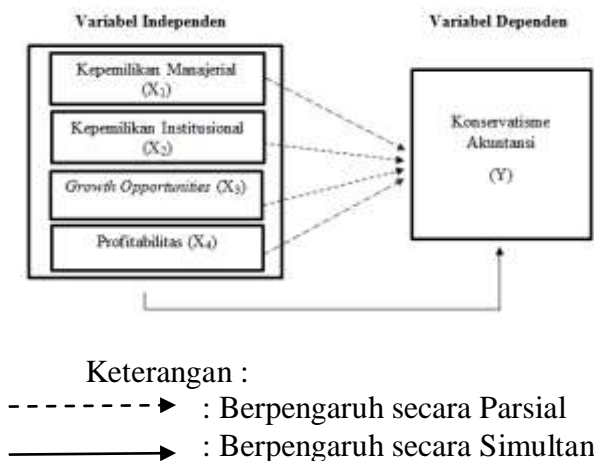 Variabel Independen
Variabel Dependen
Kepemilikan Manajerial
(X₁)
Kepemilikan Institusional
(X₂)
Growth Opportunities (X₃)
Profitabilitas (X₄)
Konservatisme
Akuntansi
(Y)
Keterangan :
: Berpengaruh secara Parsial
: Berpengaruh secara Simultan